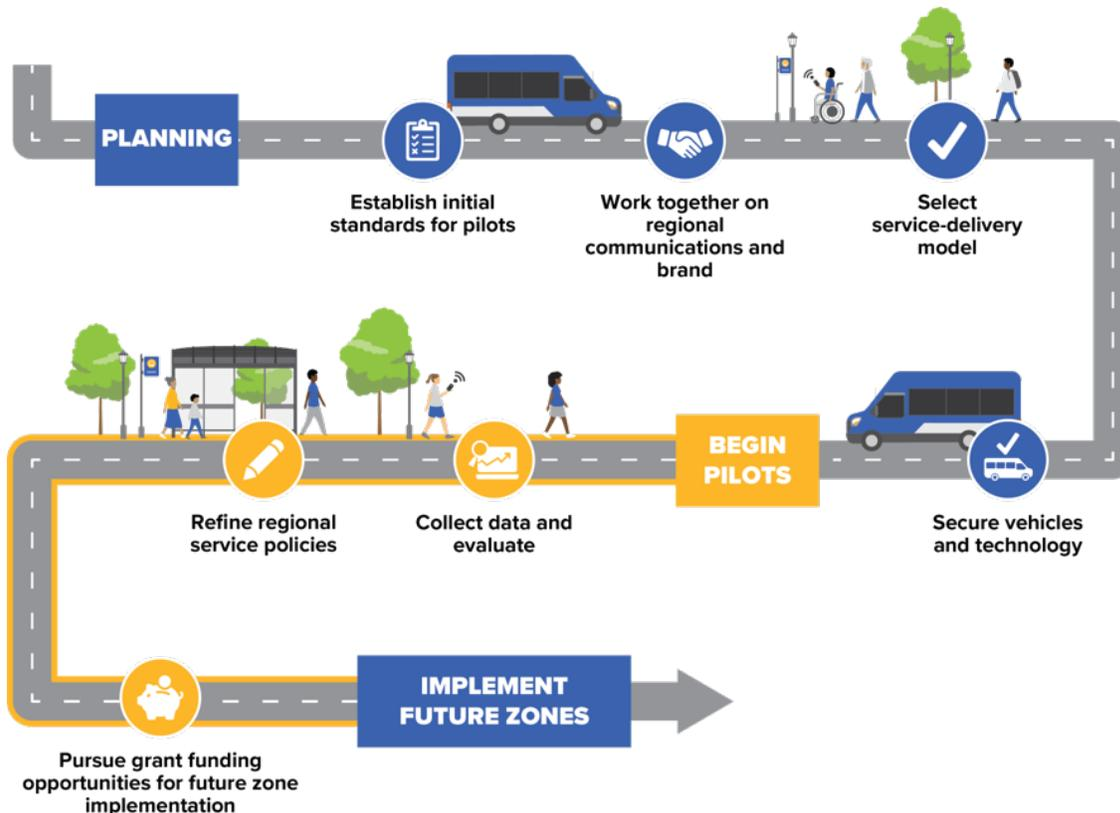 PLANNING
Establish initial
standards for pilots
Work together on
regional
communications and
brand
Select
service-delivery
model
Secure vehicles
and technology
BEGIN
PILOTS
Collect data and
evaluate
Refine regional
service policies
Pursue grant funding
opportunities for future zone
implementation
IMPLEMENT
FUTURE ZONES